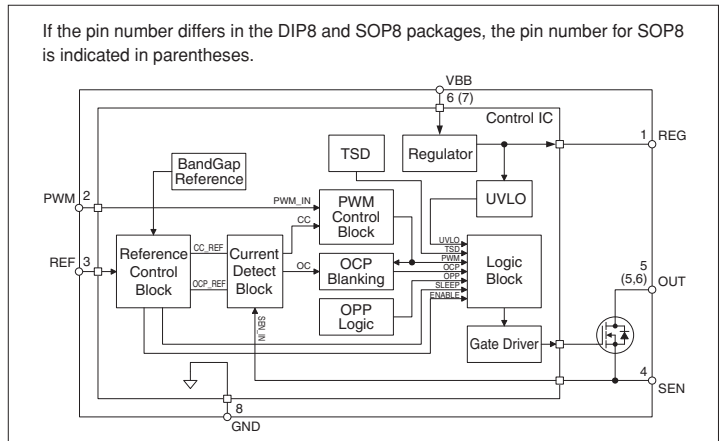 If the pin number differs in the DIP8 and SOP8 packages, the pin number for SOP8
is indicated in parentheses.
VBB
6 (7)
Control IC
1
REG
TSD
Regulator
BandGap
Reference
PWM
2
PWM_IN
CC
PWM
Control
Block
UVLO
REF
3
Reference
Control
Block
CC_REF
OCP_REF
Current
Detect
Block
OC
OCP
Blanking
OPP
Logic
UVLO
TSD
PWM
OCP
OPP
SLEEP
ENABLE
Logic
Block
5
(5,6)
OUT
SEN_IN
Gate Driver
4
SEN
8
GND